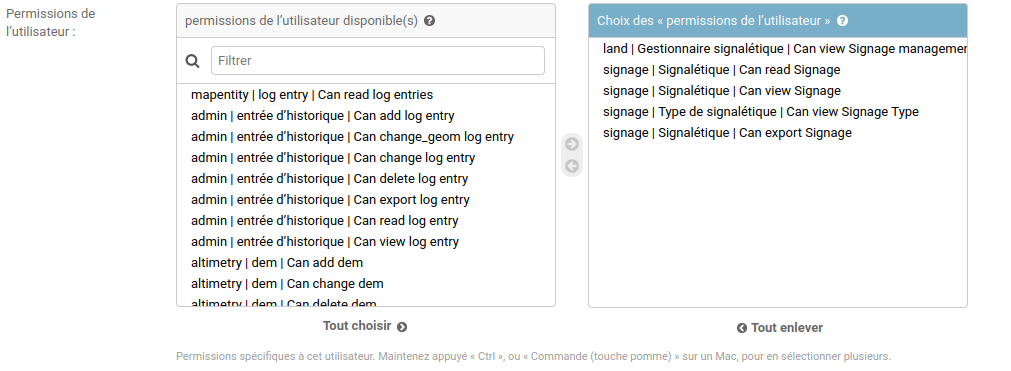 Permissions de
l'utilisateur :
permissions de l'utilisateur disponible(s)
Filtrer
mapentity | log entry | Can read log entries
admin | entrée d'historique | Can add log entry
admin | entrée d'historique | Can change_geom log entry
admin | entrée d'historique | Can change log entry
admin | entrée d'historique | Can delete log entry
admin | entrée d'historique | Can export log entry
admin | entrée d'historique | Can read log entry
admin | entrée d'historique | Can view log entry
altimetry | dem | Can add dem
altimetry | dem | Can change dem
altimetry | dem | Can delete dem
Tout choisir
Choix des « permissions de l'utilisateur »
land | Gestionnaire signalétique | Can view Signage managemen
signage | Signalétique | Can read Signage
signage | Signalétique | Can view Signage
signage | Type de signalétique | Can view Signage Type
signage | Signalétique | Can export Signage
Tout enlever
Permissions spécifiques à cet utilisateur. Maintenez appuyé « Ctrl », ou « Commande (touche pomme) » sur un Mac, pour en sélectionner plusieurs.